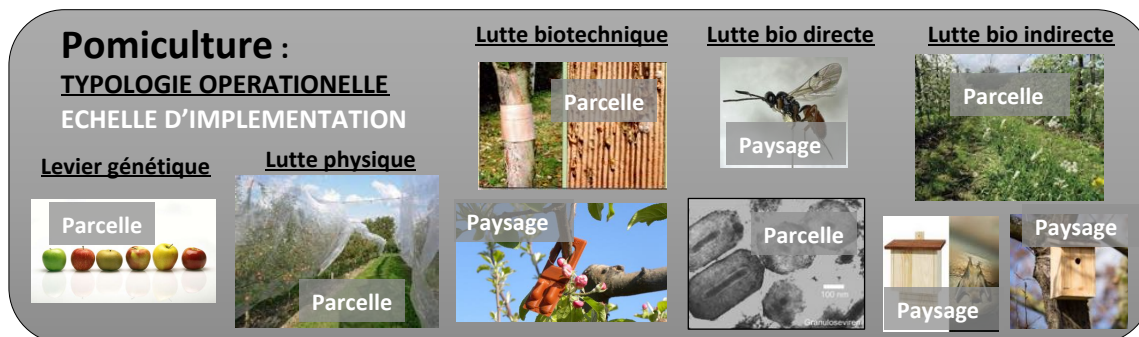 Pomiculture :
TYPOLOGIE OPERATIONELLE
ECHELLE D'IMPLEMENTATION
Levier génétique
Parcelle
Lutte physique
Parcelle
Lutte biotechnique
Parcelle
Paysage
Lutte bio directe
Paysage
Parcelle
100 nm
Granuloseviren
Lutte bio indirecte
Parcelle
Paysage
Paysage